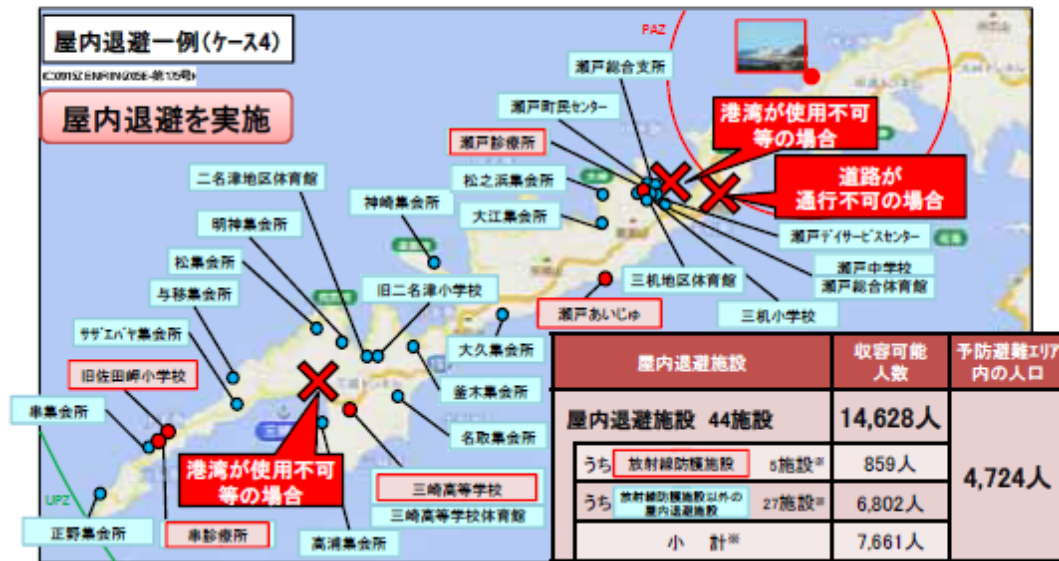 屋内退避一例(ケース4)
屋内退避を実施
PAZ
瀬戸総合支所
瀬戸町民センター
港湾が使用不可
等の場合
瀬戸診療所
二名津地区体育館
松之浜集会所
道路が
通行不可の場合
神崎集会所
明神集会所
大江集会所
瀬戸デイサービスセンター
松集会所
旧二名津小学校
三机地区体育館
瀬戸中学校
瀬戸総合体育館
与移集会所
瀬戸あいじゅ
三机小学校
サザエバヤ集会所
大久集会所
旧佐田岬小学校
釜木集会所
串集会所
名取集会所
港湾が使用不可
等の場合
三崎高等学校
三崎高等学校体育館
UPZ
正野集会所
串診療所
高浦集会所
屋内退避施設
収容可能
人数
予防避難エリア
内の人口
屋内退避施設 44施設
14,628人
4,724人
うち 放射線防護施設 5施設※
859人
うち 放射線防護施設以外の
屋内退避施設 27施設※
6,802人
小 計※
7,661人